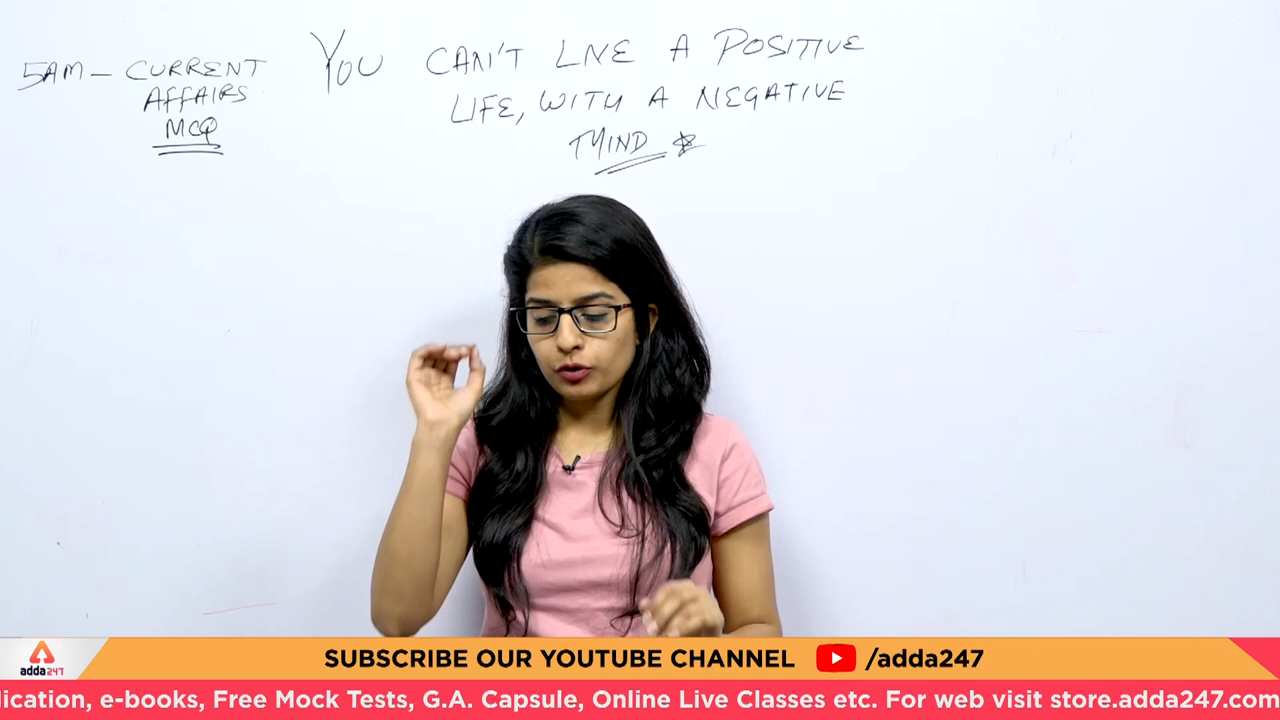 5AM – CURRENT
AFFAIRS
MCQ
YOU CAN'T LIVE A POSITIVE
LIFE, WITH A NEGATIVE
MIND
adda247
SUBSCRIBE OUR YOUTUBE CHANNEL /adda247
lication, e-books, Free Mock Tests, G.A. Capsule, Online Live Classes etc. For web visit store.adda247.com